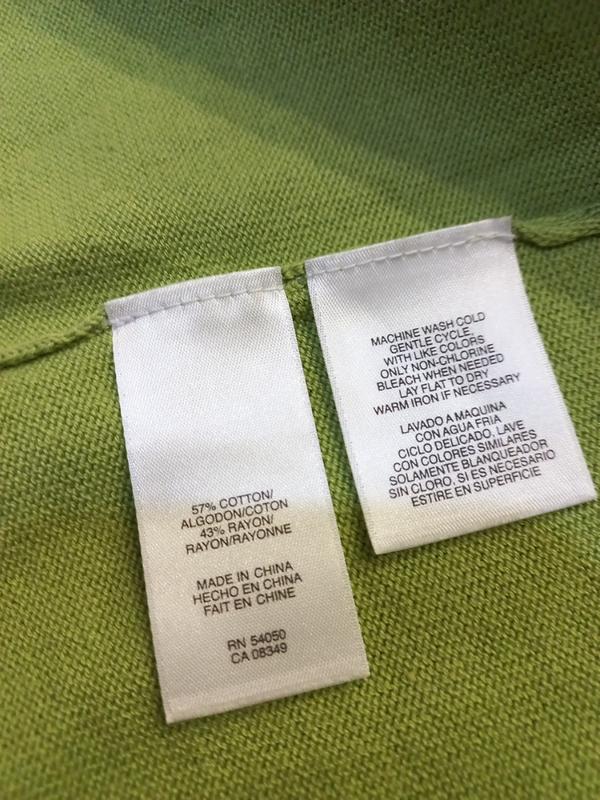 57% COTTON/
ALGODON/COTON
43% RAYON/
RAYON/RAYONNE
MADE IN CHINA
HECHO EN CHINA
FAIT EN CHINE
RN 54050
CA 08349
MACHINE WASH COLD
GENTLE CYCLE,
WITH LIKE COLORS
ONLY NON-CHLORINE
BLEACH WHEN NEEDED
LAY FLAT TO DRY
WARM IRON IF NECESSARY
LAVADO A MAQUINA
CON AGUA FRIA
CICLO DELICADO, LAVE
CON COLORES SIMILARES
SOLAMENTE BLANQUEADOR
SIN CLORO, SI ES NECESARIO
ESTIRE EN SUPERFICIE